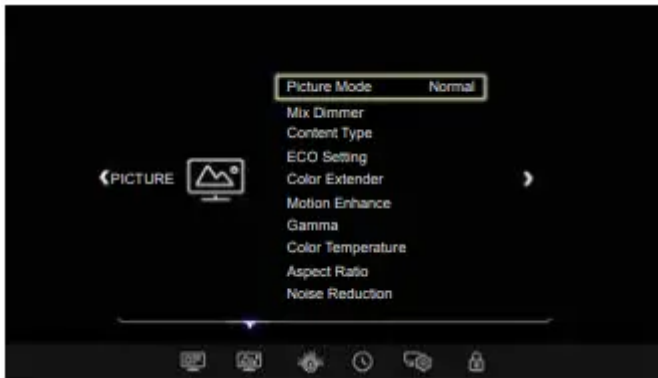 Picture Mode Normal
Mix Dimmer
Content Type
ECO Setting
PICTURE
Color Extender
Motion Enhance
Gamma
Color Temperature
Aspect Ratio
Noise Reduction